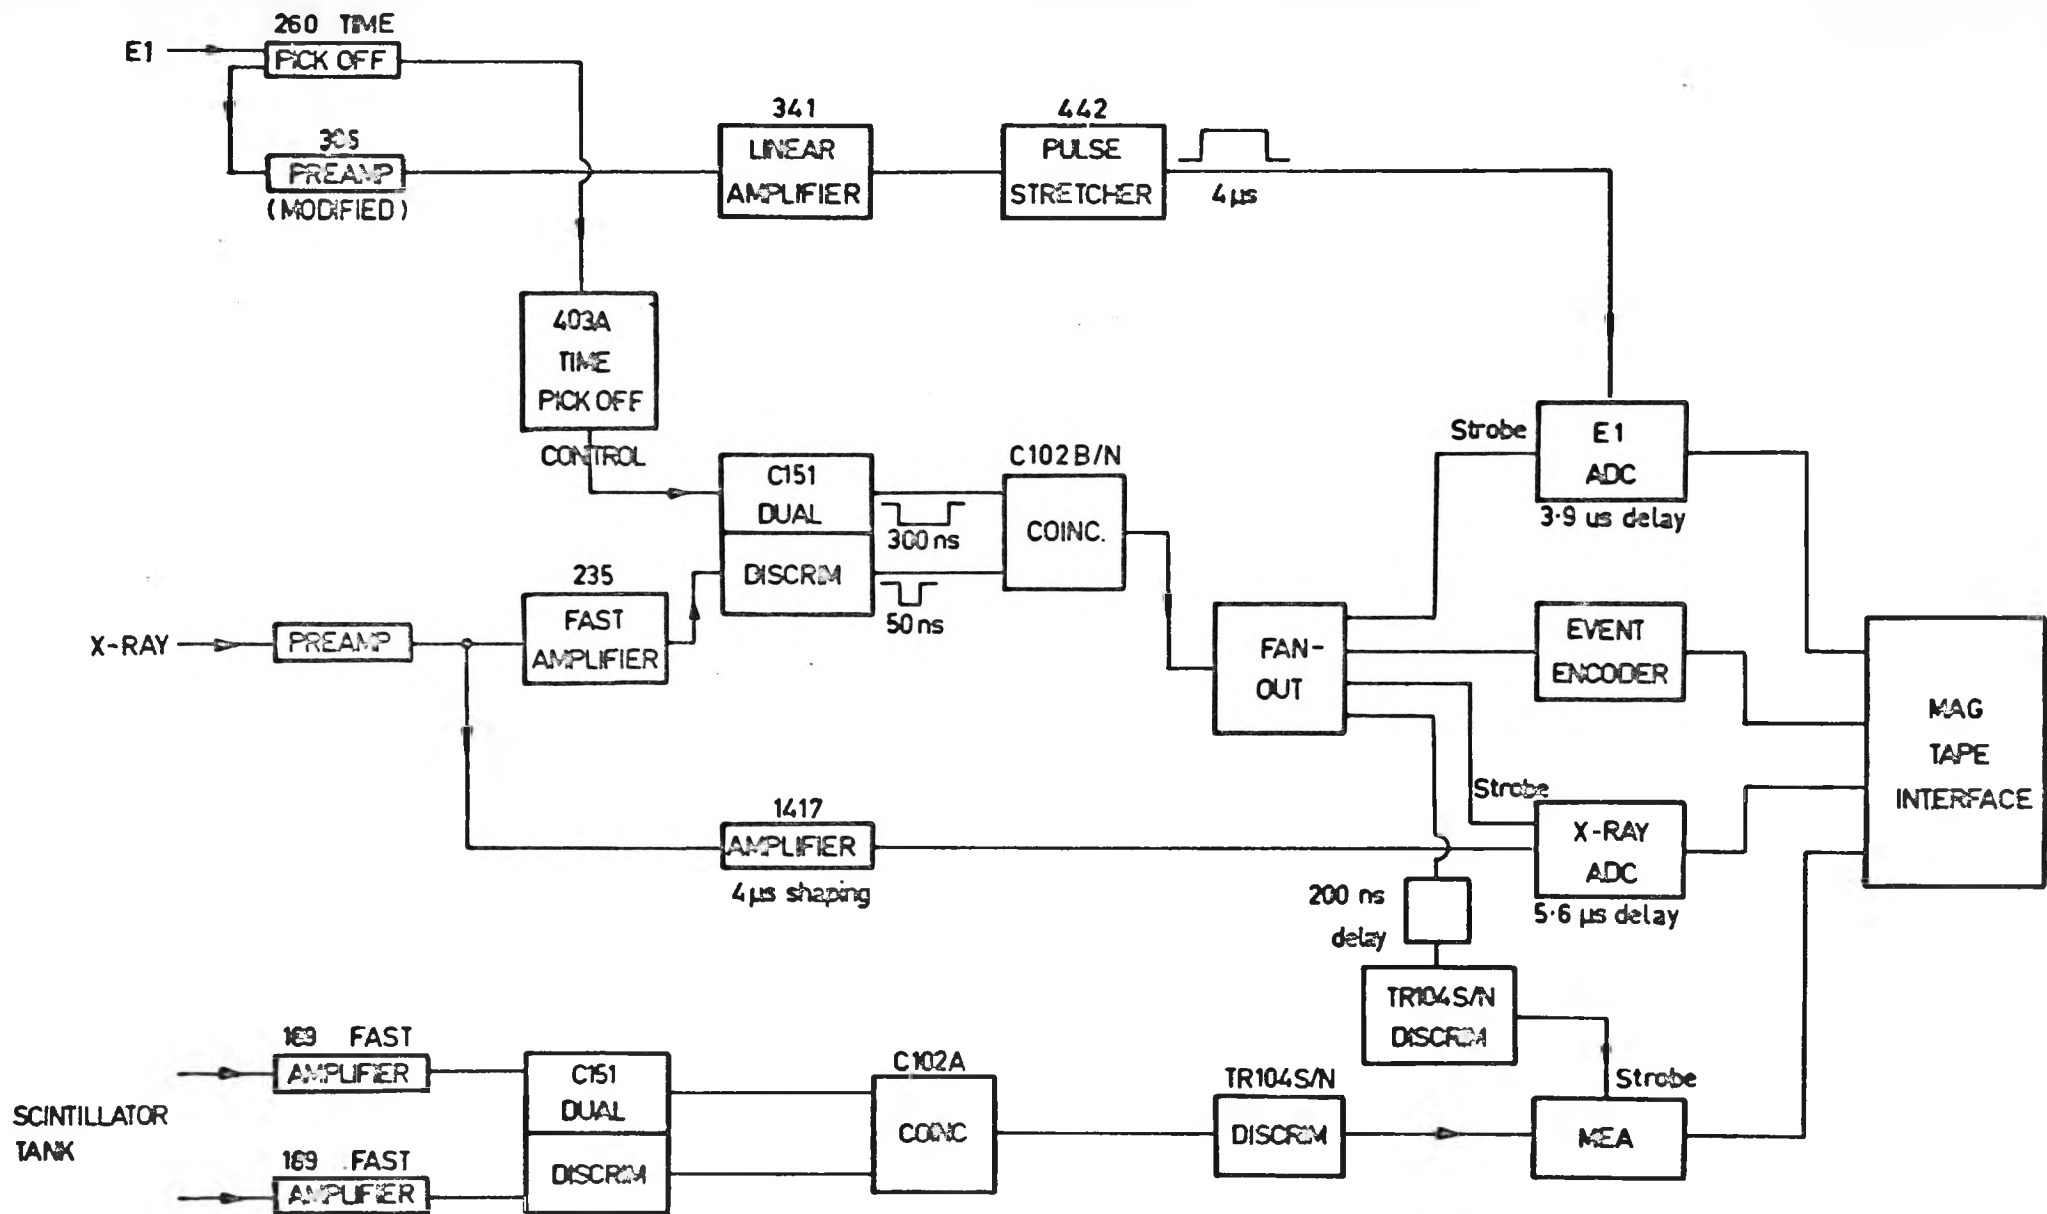 260 TIME
PICK OFF
E1
305
PREAMP
(MODIFIED)
341
LINEAR
AMPLIFIER
442
PULSE
STRETCHER
4 µs
403A
TIME
PICK OFF
CONTROL
C151
DUAL
DISCRIM
300 ns
50 ns
C102B/N
COINC.
Strobe
E1
ADC
3·9 us delay
X-RAY
PREAMP
235
FAST
AMPLIFIER
FAN-
OUT
EVENT
ENCODER
MAG
TAPE
INTERFACE
1417
AMPLIFIER
4 µs shaping
Strobe
X-RAY
ADC
5·6 µs delay
200 ns
delay
TR104S/N
DISCRIM
SCINTILLATOR
TANK
169 FAST
AMPLIFIER
169 FAST
AMPLIFIER
C151
DUAL
DISCRIM
C102A
COINC
TR104S/N
DISCRIM
Strobe
MEA